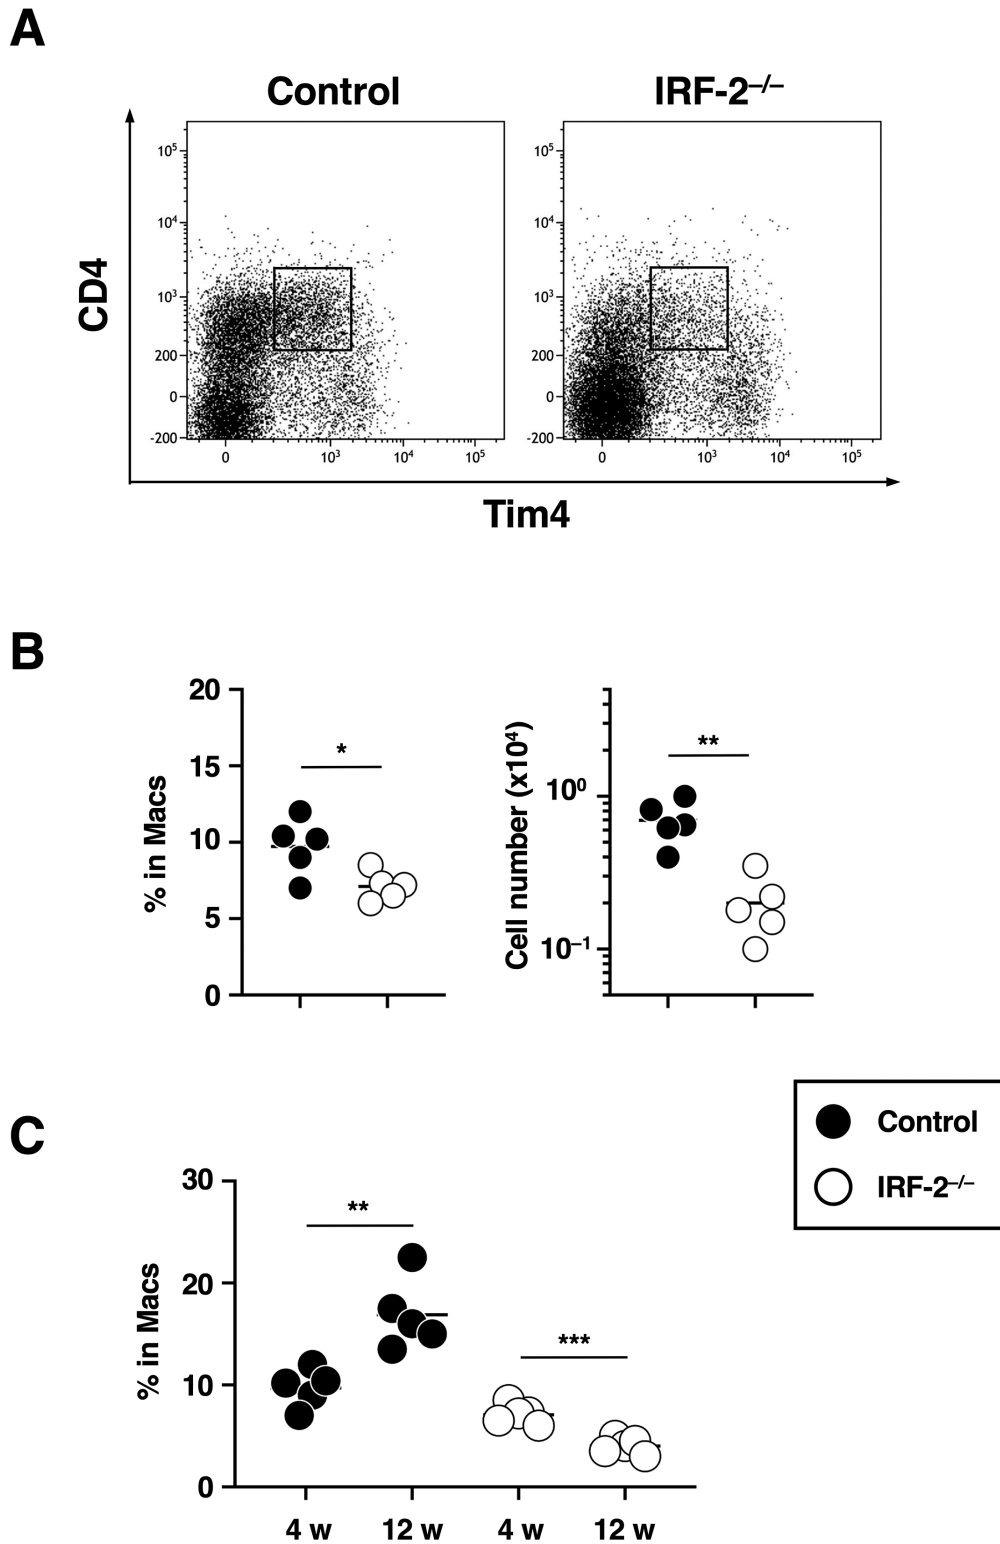 A
Control IRF-2–/–
10⁵ 10⁵
10⁴ 10⁴
10³ 10³
200 200
0 0
-200 -200
0 10³ 10⁴ 10⁵ 0 10³ 10⁴ 10⁵
CD4
Tim4
B
20
15
10
5
0
% in Macs
*
10⁰
10–¹
Cell number (x10⁴)
**
C
Control
IRF-2–/–
30
20
10
0
% in Macs
**
***
4 w 12 w 4 w 12 w